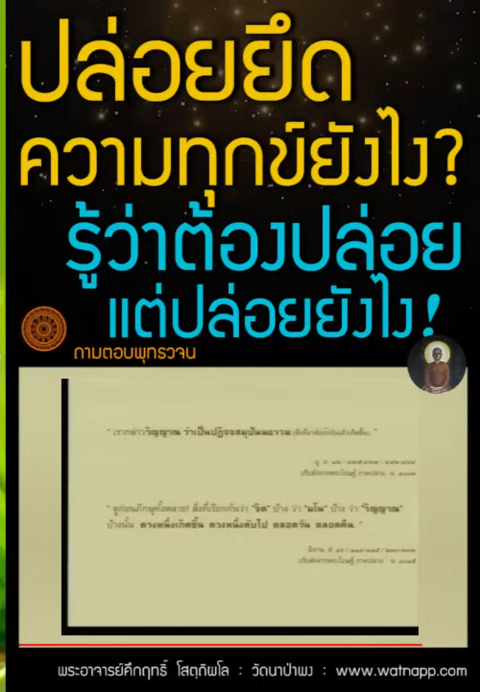 ปล่อยยึด
ความทุกข์ยังไง?
รู้ว่าต้องปล่อย
แต่ปล่อยยังไง!
ถามตอบพุทธวจน
" เรากล่าววิญญาณ ว่าเป็นปฏิจจสมุปปันนธรรม
" ดูก่อนภิกษุทั้งหลาย! สิ่งที่เรียกกันว่า "จิต" บ้าง ว่า "มโน" บ้าง ว่า "วิญญาณ"
บ้างนั้น ดวงหนึ่งเกิดขึ้น ดวงหนึ่งดับไป ตลอดวัน ตลอดคืน. "
พระอาจารย์คึกฤทธิ์ โสตฺถิผโล : วัดนาป่าพง : www.watnapp.com